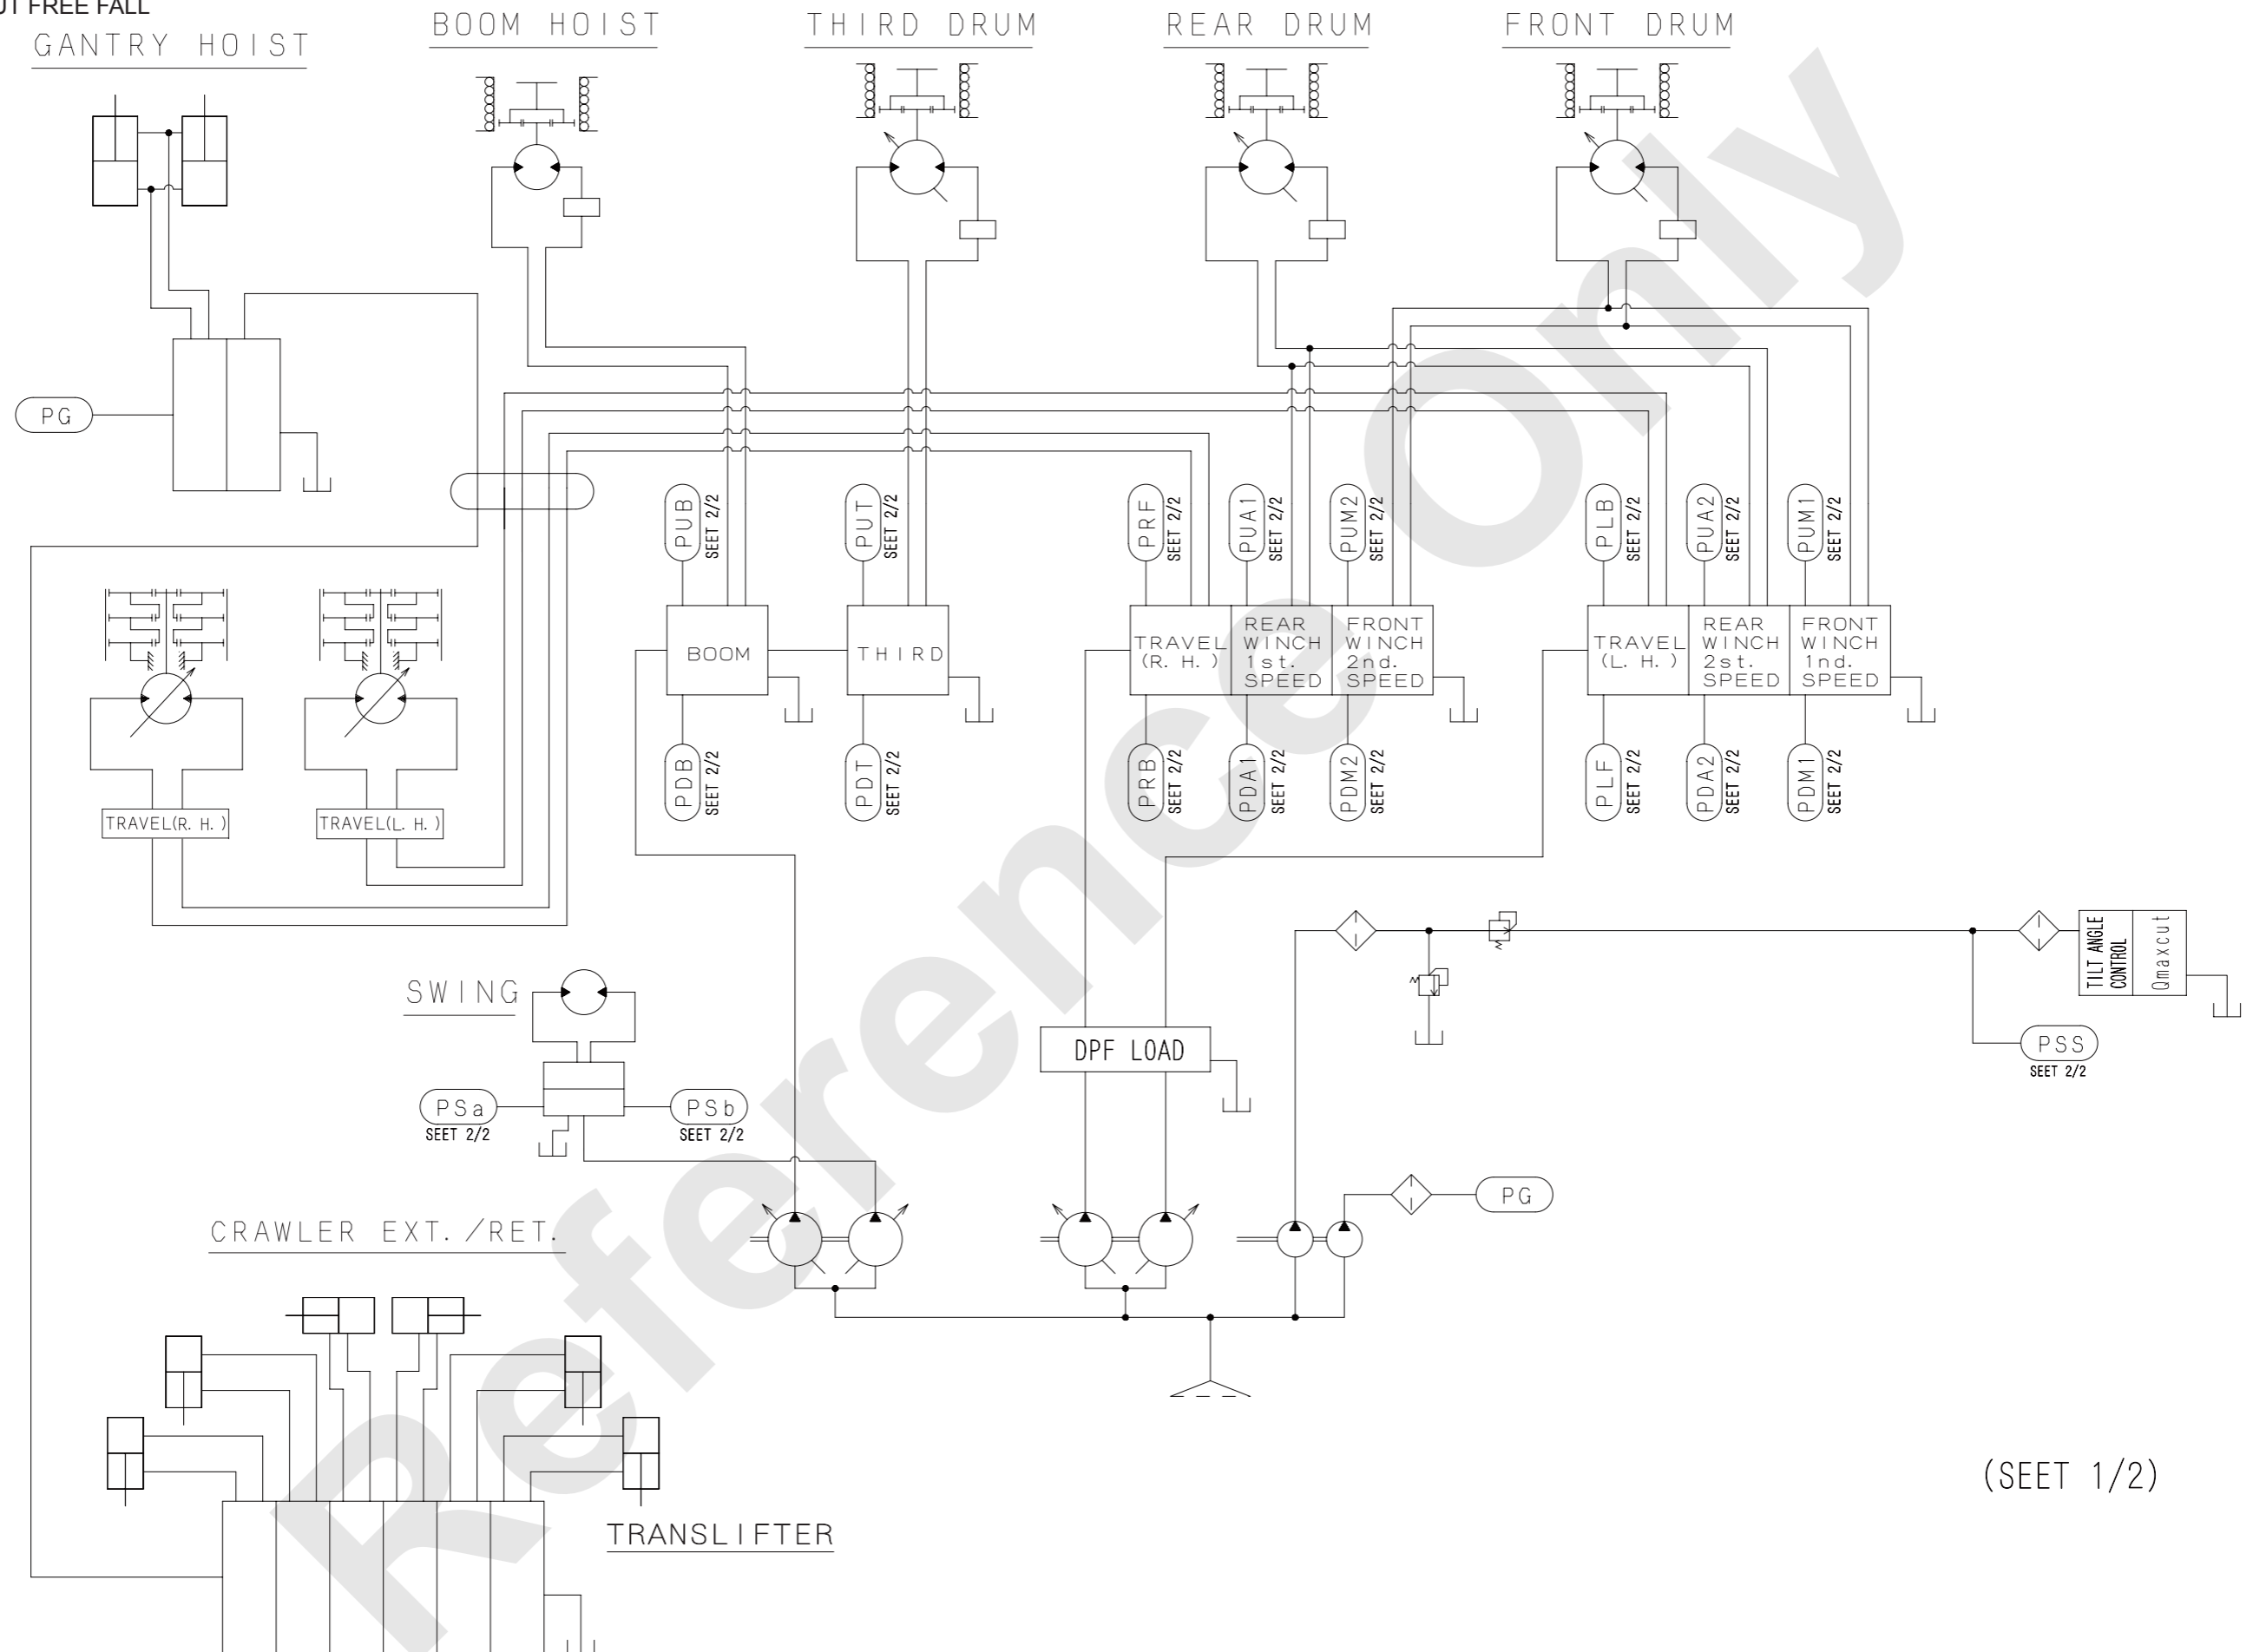 UT FREE FALL
GANTRY HOIST
BOOM HOIST
THIRD DRUM
REAR DRUM
FRONT DRUM
PG
PUB
SEET 2/2
PUT
SEET 2/2
PRF
SEET 2/2
PUA1
SEET 2/2
PUM2
SEET 2/2
PLB
SEET 2/2
PUA2
SEET 2/2
PUM1
SEET 2/2
BOOM
THIRD
TRAVEL
(R. H. )
REAR
WINCH
1st.
SPEED
FRONT
WINCH
2nd.
SPEED
TRAVEL
(L. H. )
REAR
WINCH
2st.
SPEED
FRONT
WINCH
1nd.
SPEED
PDB
SEET 2/2
PDT
SEET 2/2
PRB
SEET 2/2
PDA1
SEET 2/2
PDM2
SEET 2/2
PLF
SEET 2/2
PDA2
SEET 2/2
PDM1
SEET 2/2
TRAVEL(R. H. )
TRAVEL(L. H. )
SWING
PSa
SEET 2/2
PSb
SEET 2/2
DPF LOAD
TILT ANGLE
CONTROL
Qmaxcut
PSS
SEET 2/2
PG
CRAWLER EXT. /RET.
TRANSLIFTER
(SEET 1/2)
Reference Only